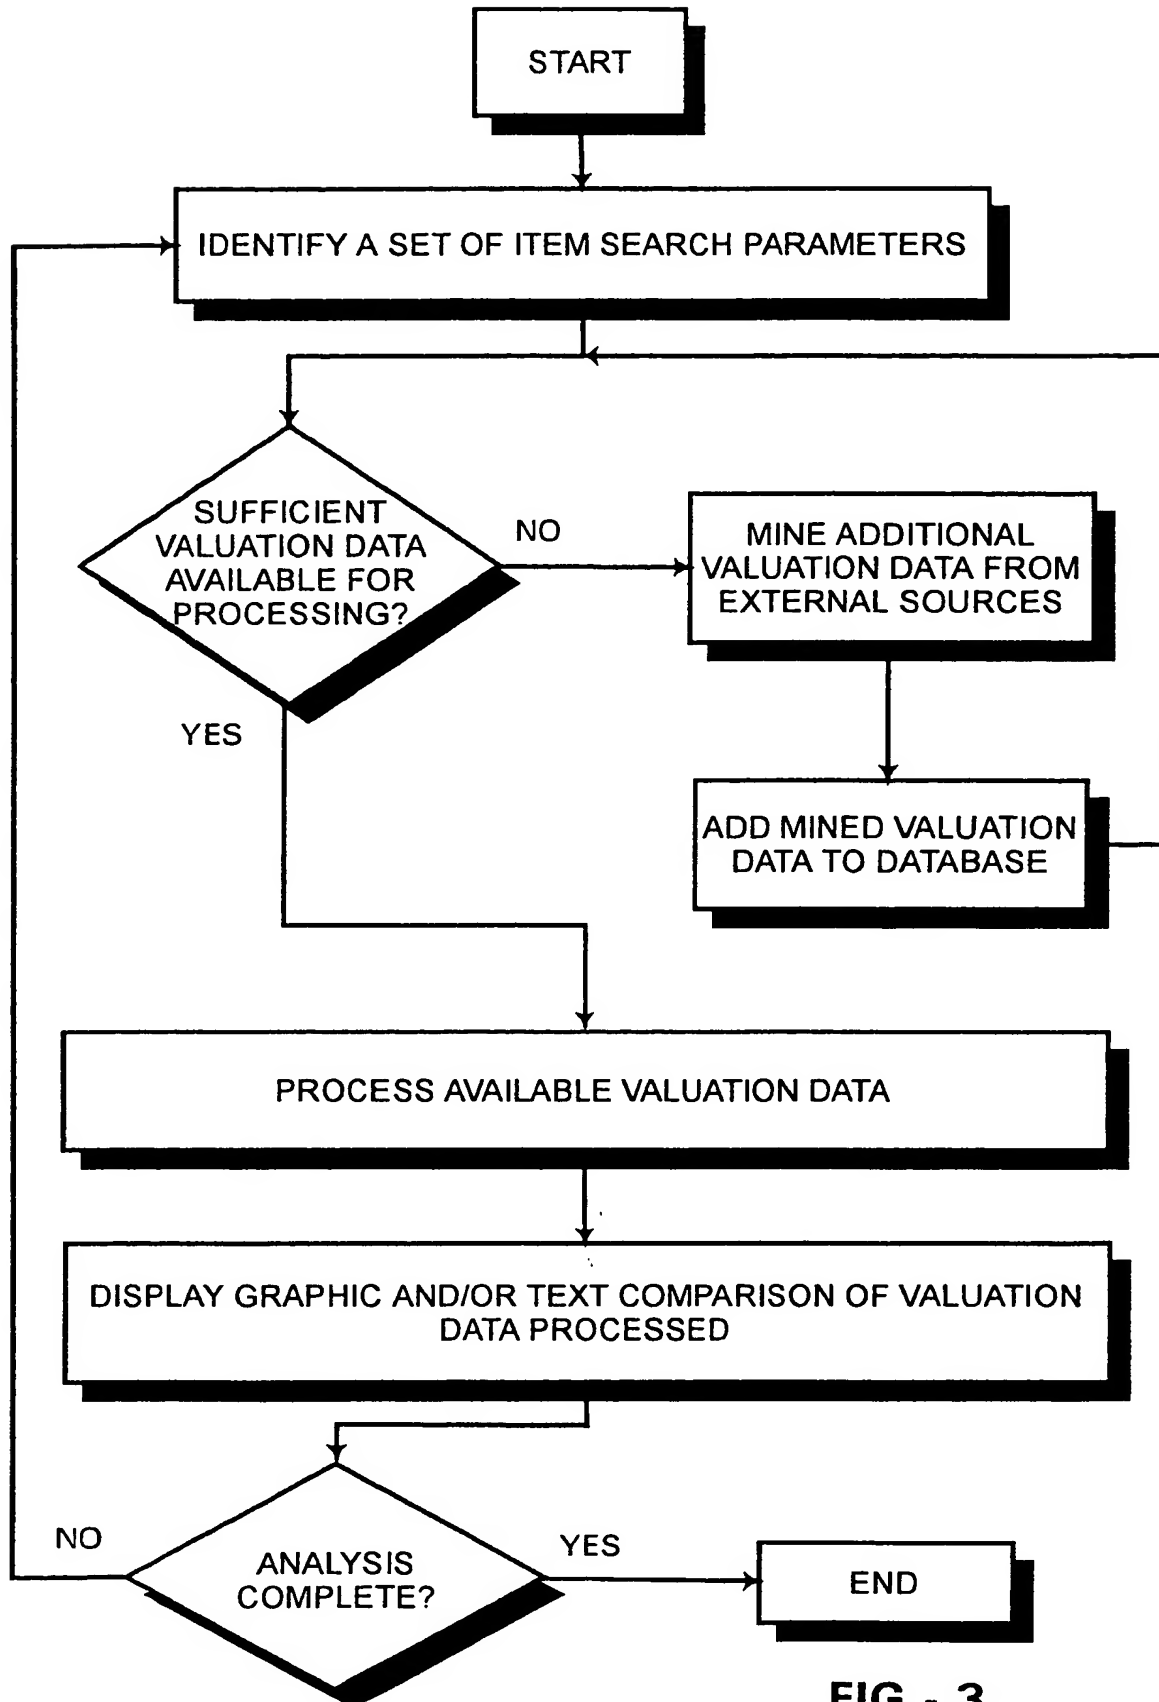 START
IDENTIFY A SET OF ITEM SEARCH PARAMETERS
SUFFICIENT
VALUATION DATA
AVAILABLE FOR
PROCESSING?
NO
MINE ADDITIONAL
VALUATION DATA FROM
EXTERNAL SOURCES
YES
ADD MINED VALUATION
DATA TO DATABASE
PROCESS AVAILABLE VALUATION DATA
DISPLAY GRAPHIC AND/OR TEXT COMPARISON OF VALUATION
DATA PROCESSED
NO
ANALYSIS
COMPLETE?
YES
END
FIG - 3